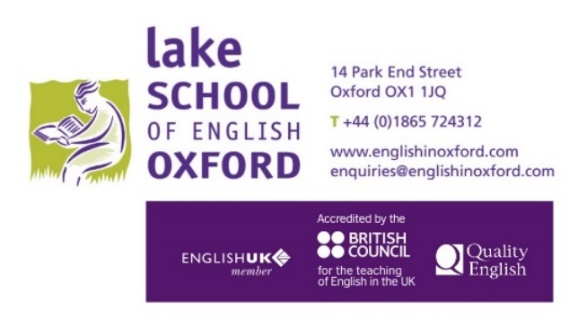 lake
SCHOOL
OF ENGLISH
OXFORD
14 Park End Street
Oxford OX1 1JQ
T +44 (0)1865 724312
www.englishinoxford.com
enquiries@englishinoxford.com
ENGLISHUK
member
Accredited by the
BRITISH
COUNCIL
for the teaching
of English in the UK
Quality
English